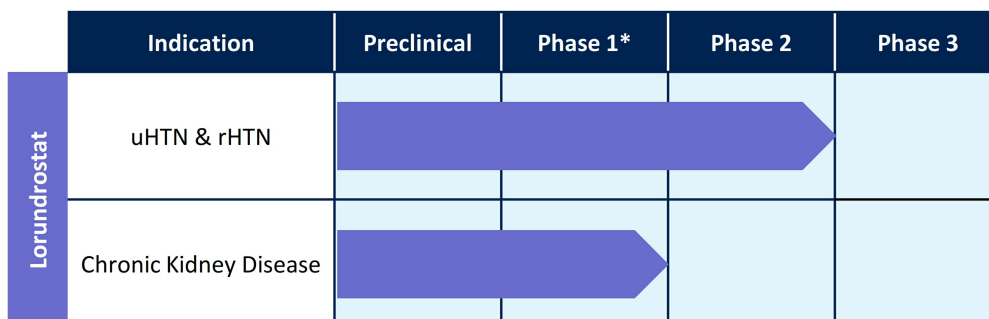 Indication
Preclinical
Phase 1*
Phase 2
Phase 3
Lorundrostat
uHTN & rHTN
Chronic Kidney Disease